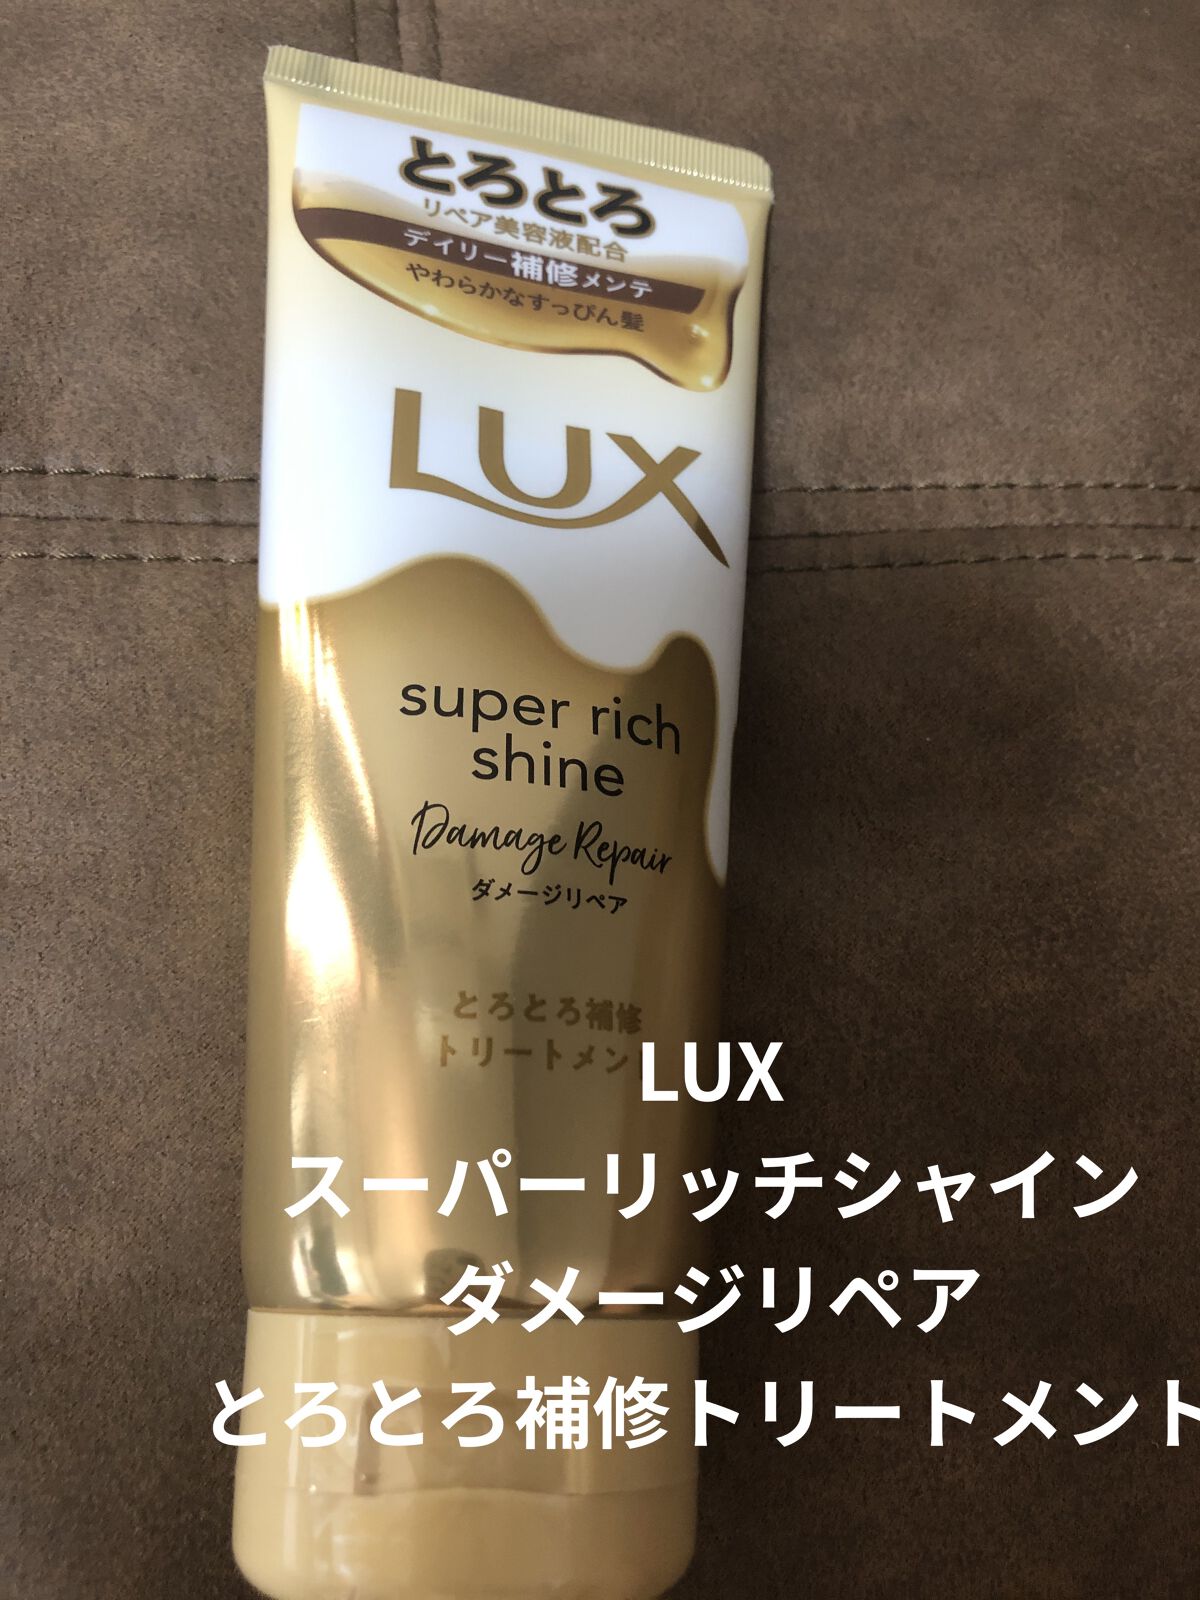 とろとろ
リペア美容液配合
デイリー補修メンテ
やわらかなすっぴん髪
LUX
super rich
shine
Damage Repair
ダメージリペア
とろとろ補修
トリートメント
LUX
スーパーリッチシャイン
ダメージリペア
とろとろ補修トリートメント